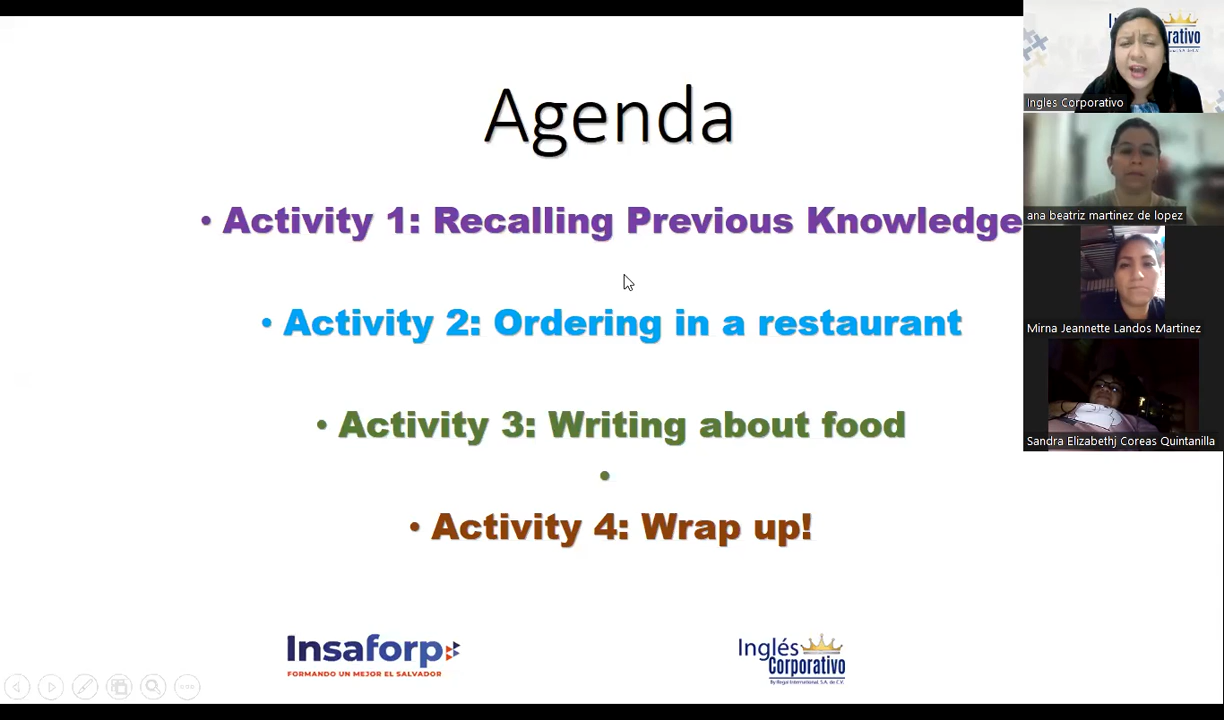 Agenda
• Activity 1: Recalling Previous Knowledge
• Activity 2: Ordering in a restaurant
• Activity 3: Writing about food
•
• Activity 4: Wrap up!
Insaforp
FORMANDO UN MEJOR EL SALVADOR
Inglés
Corporativo
By Regal International, S.A. de C.V.
Ingles Corporativo
ana beatriz martinez de lopez
Mirna Jeannette Landos Martinez
Sandra Elizabethj Coreas Quintanilla